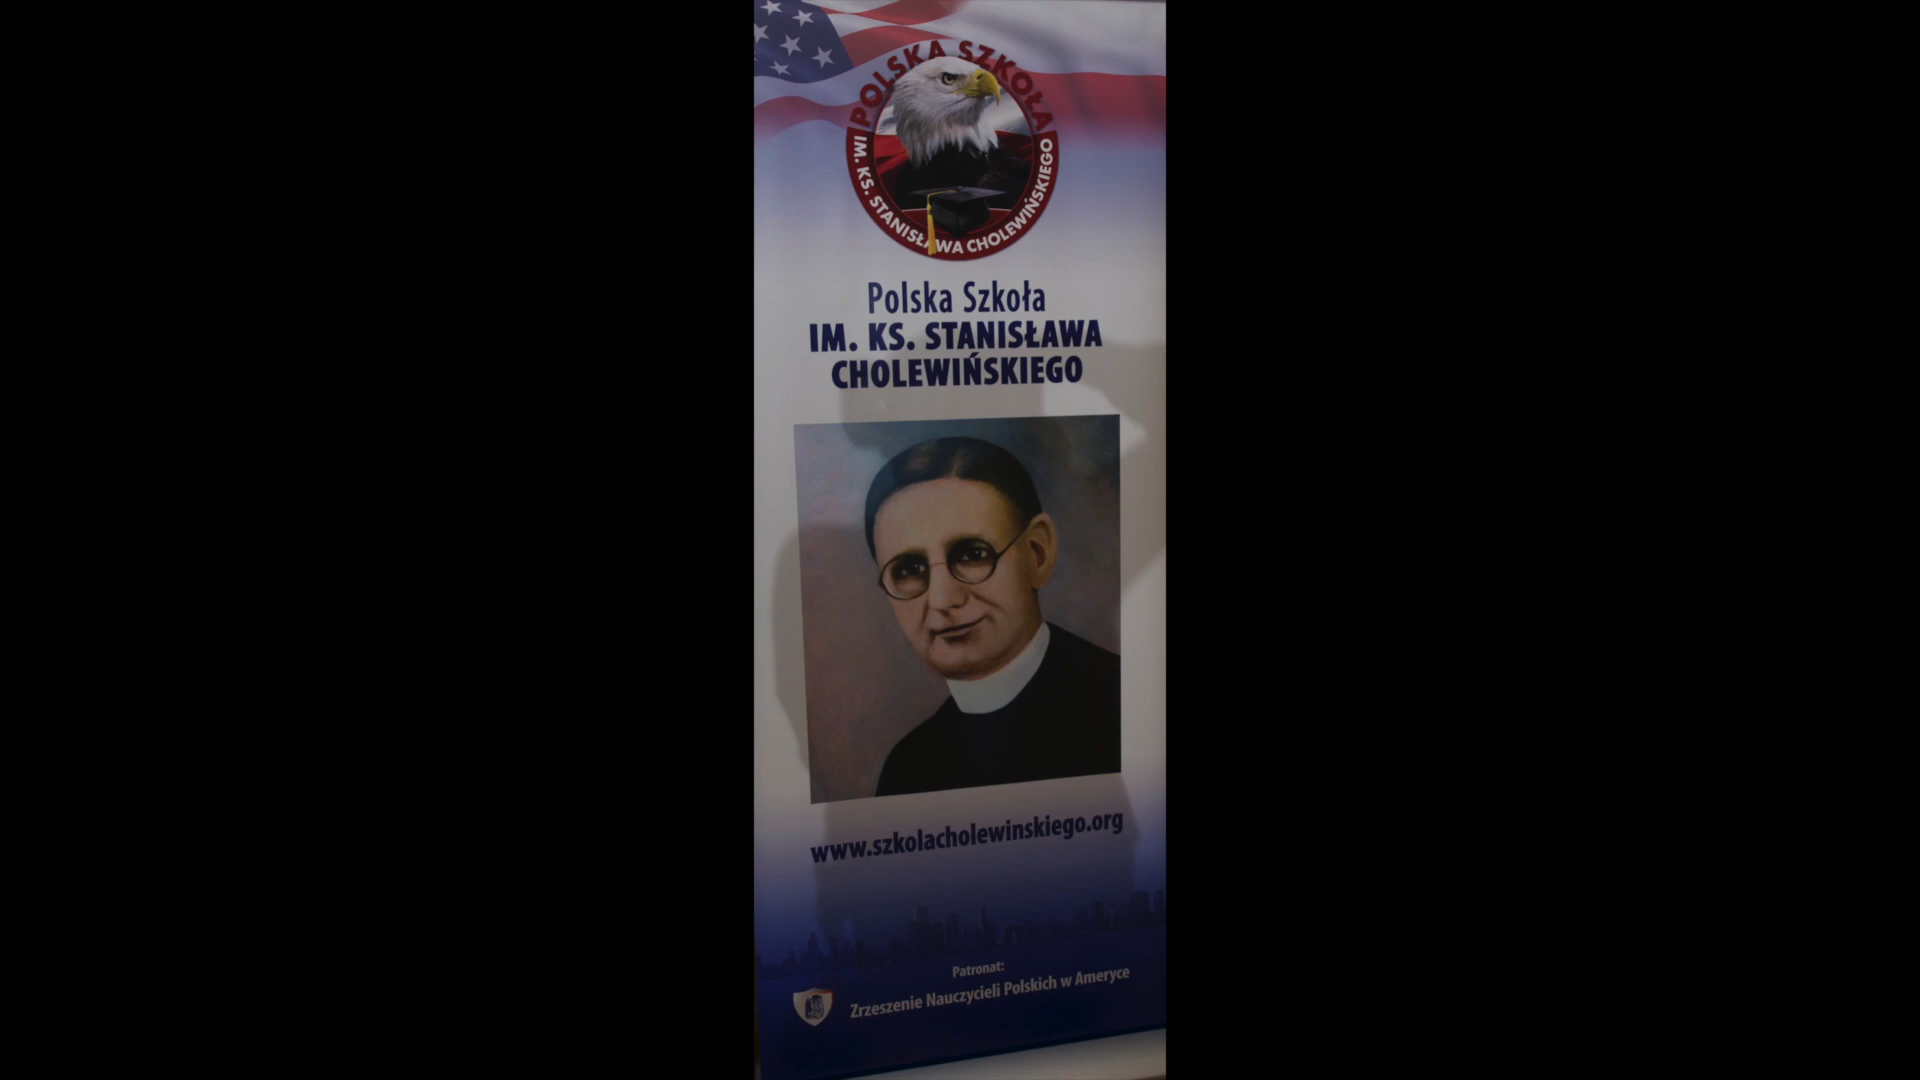 POLSKA SZKOŁA
IM. KS. STANISŁAWA CHOLEWIŃSKIEGO
Polska Szkoła
IM. KS. STANISŁAWA
CHOLEWIŃSKIEGO
www.szkolacholewinskiego.org
Patronat:
Zrzeszenie Nauczycieli Polskich w Ameryce